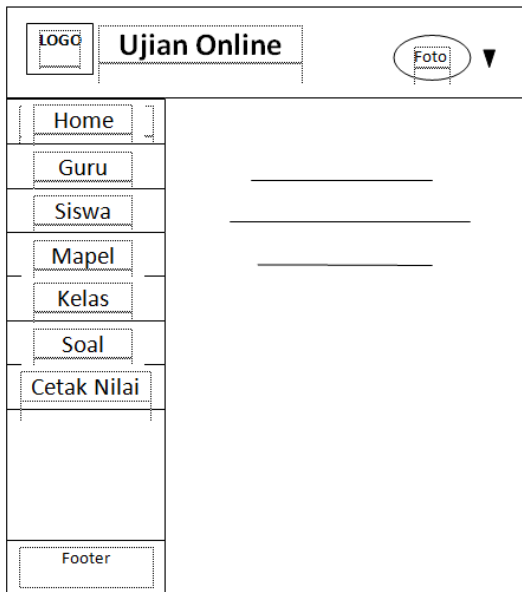 LOGO
Ujian Online
Foto
Home
Guru
Siswa
Mapel
Kelas
Soal
Cetak Nilai
Footer